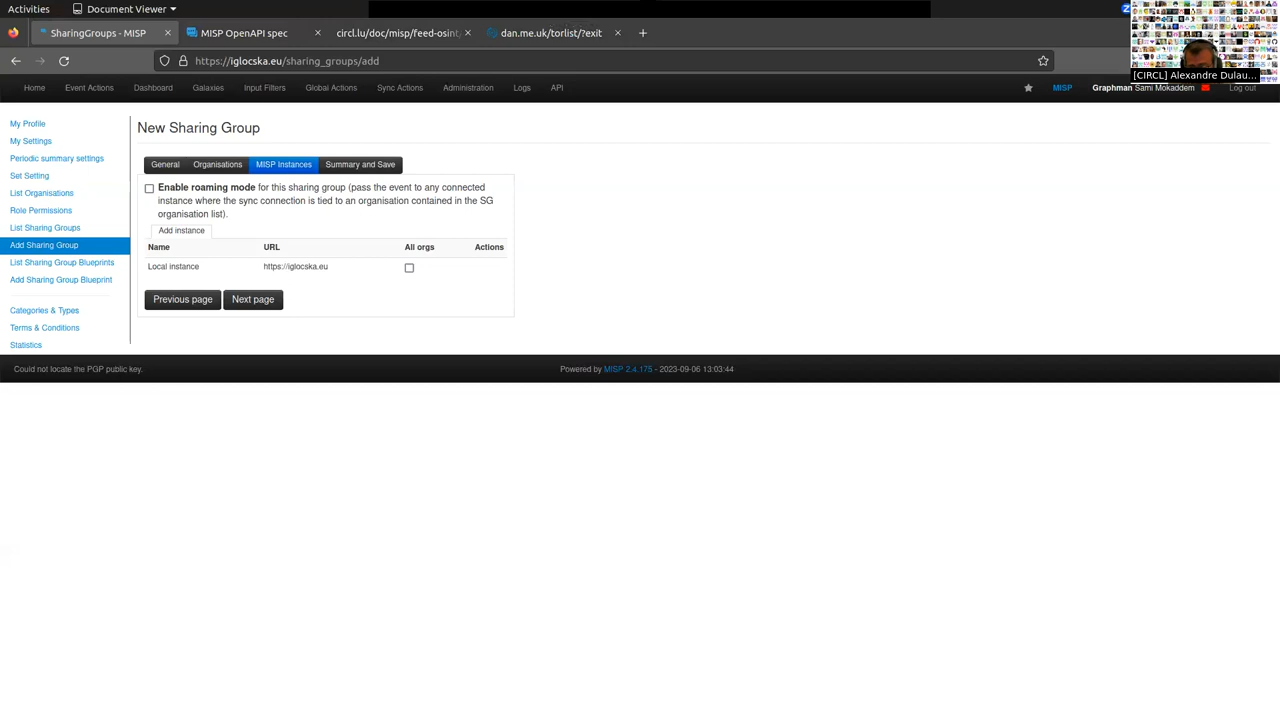 Activities
Document Viewer
SharingGroups - MISP
MISP OpenAPI spec
circl.lu/doc/misp/feed-osint
https://iglocska.eu/sharing_groups/add
[CIRCL] Alexandre Dulau...
Home
Event Actions
Dashboard
Galaxies
Input Filters
Global Actions
Sync Actions
Administration
Logs
API
MISP
Graphman Sami Mokaddem
Log out
My Profile
My Settings
Periodic summary settings
Set Setting
List Organisations
Role Permissions
List Sharing Groups
Add Sharing Group
List Sharing Group Blueprints
Add Sharing Group Blueprint
Categories & Types
Terms & Conditions
Statistics
New Sharing Group
General
Organisations
MISP Instances
Summary and Save
Enable roaming mode for this sharing group (pass the event to any connected
instance where the sync connection is tied to an organisation contained in the SG
organisation list).
Add instance
Name
URL
All orgs
Actions
Local instance
https://iglocska.eu
Previous page
Next page
Could not locate the PGP public key.
Powered by MISP 2.4.175 - 2023-09-06 13:03:44